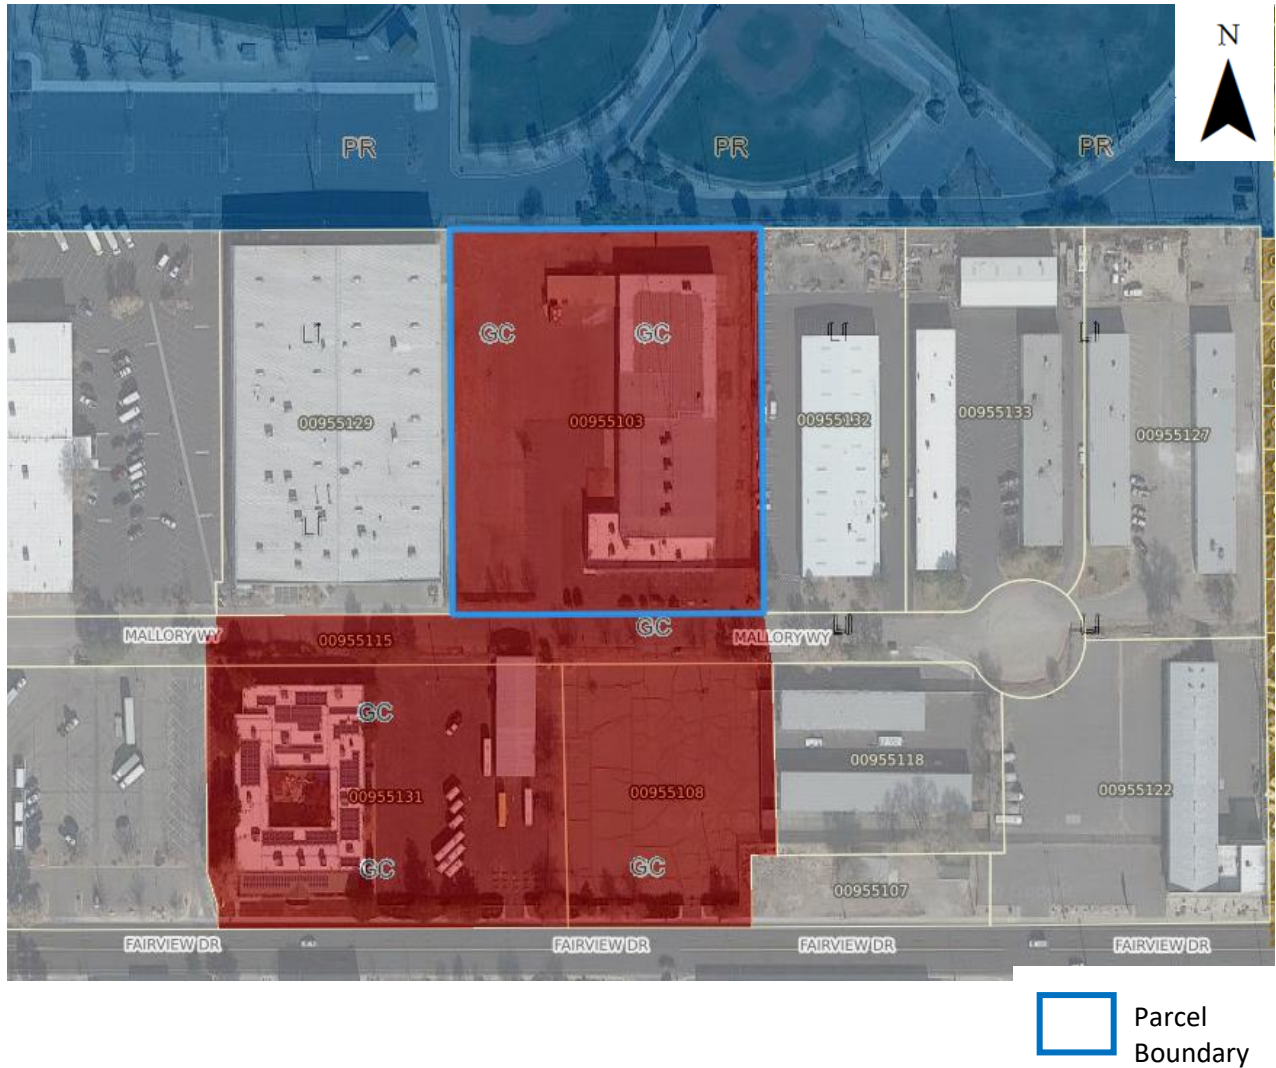 N
PR PR PR
GC GC
LI LI LI
00955129 00955103 00955132 00955133 00955127
LI
MALLORY WY 00955115 GC MALLORY WY LI LI
GC
00955131 00955108 00955118 00955122
GC GC
00955107
FAIRVIEW DR FAIRVIEW DR FAIRVIEW DR FAIRVIEW DR
Parcel
Boundary